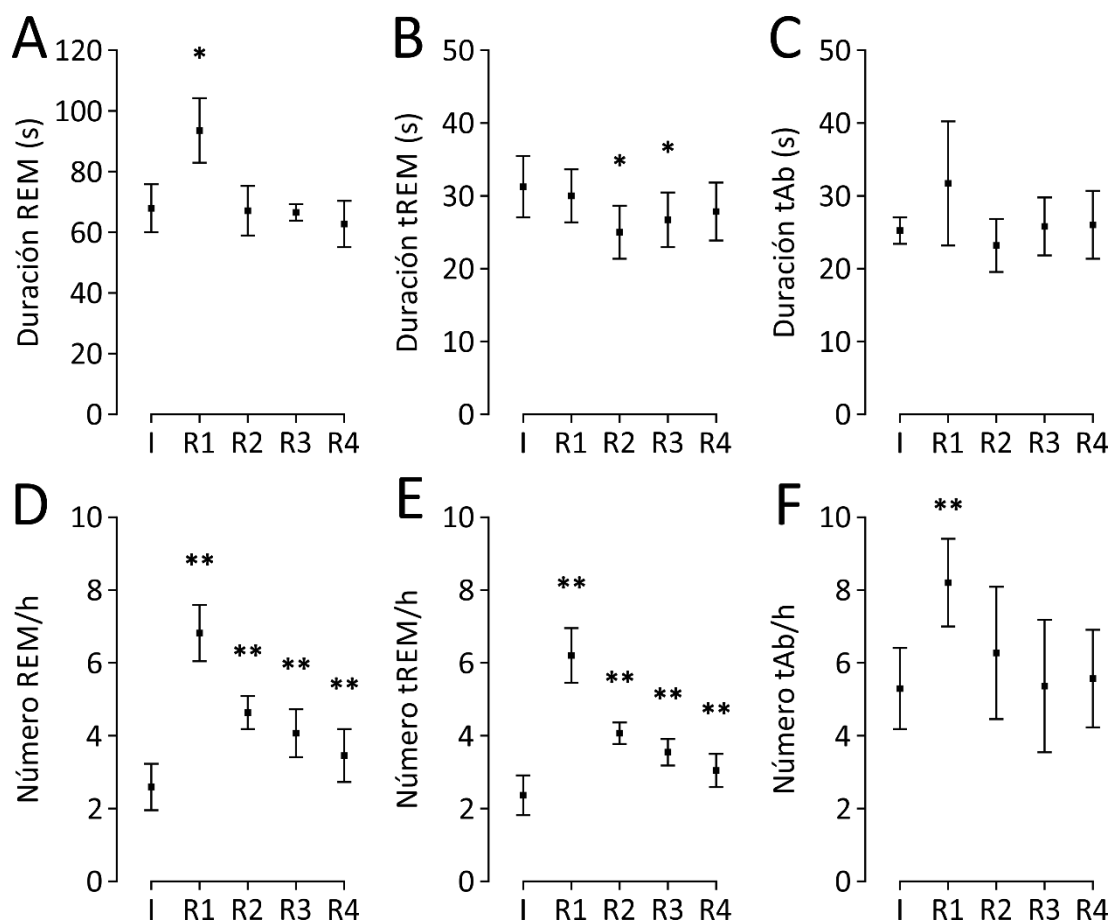 A
Duración REM (s)
120
100
80
60
40
20
0
*
I R1 R2 R3 R4
B
Duración tREM (s)
50
40
30
20
10
0
* *
I R1 R2 R3 R4
C
Duración tAb (s)
50
40
30
20
10
0
I R1 R2 R3 R4
D
Número REM/h
10
8
6
4
2
0
** ** ** **
I R1 R2 R3 R4
E
Número tREM/h
10
8
6
4
2
0
** ** ** **
I R1 R2 R3 R4
F
Número tAb/h
10
8
6
4
2
0
**
I R1 R2 R3 R4